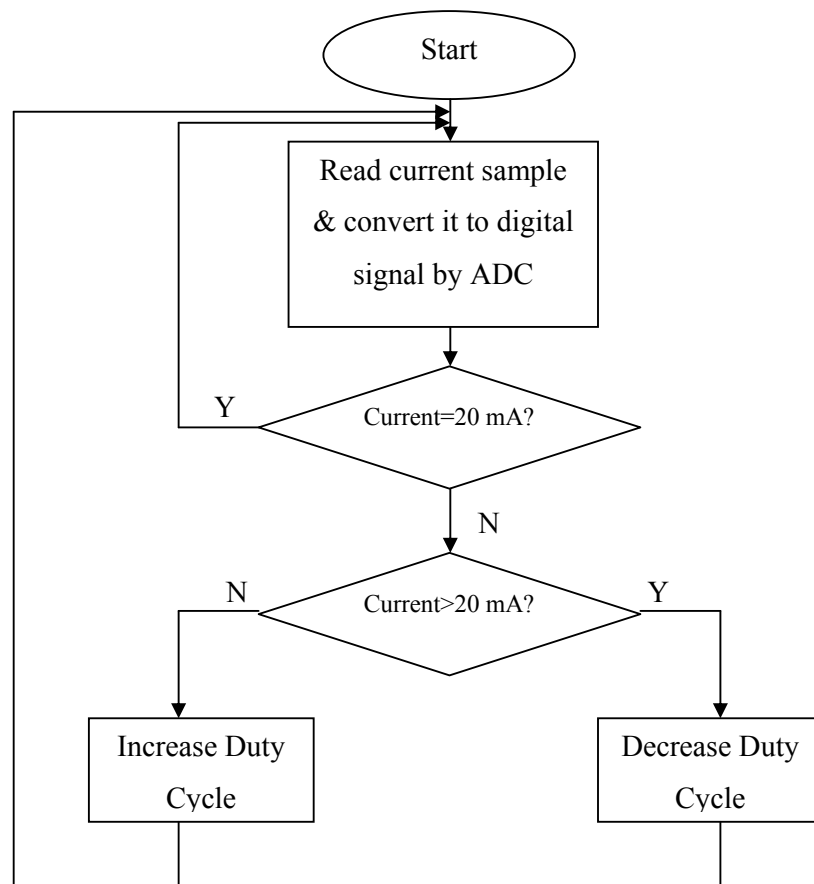 Start
Read current sample
& convert it to digital
signal by ADC
Y
Current=20 mA?
N
N
Current>20 mA?
Y
Increase Duty
Cycle
Decrease Duty
Cycle